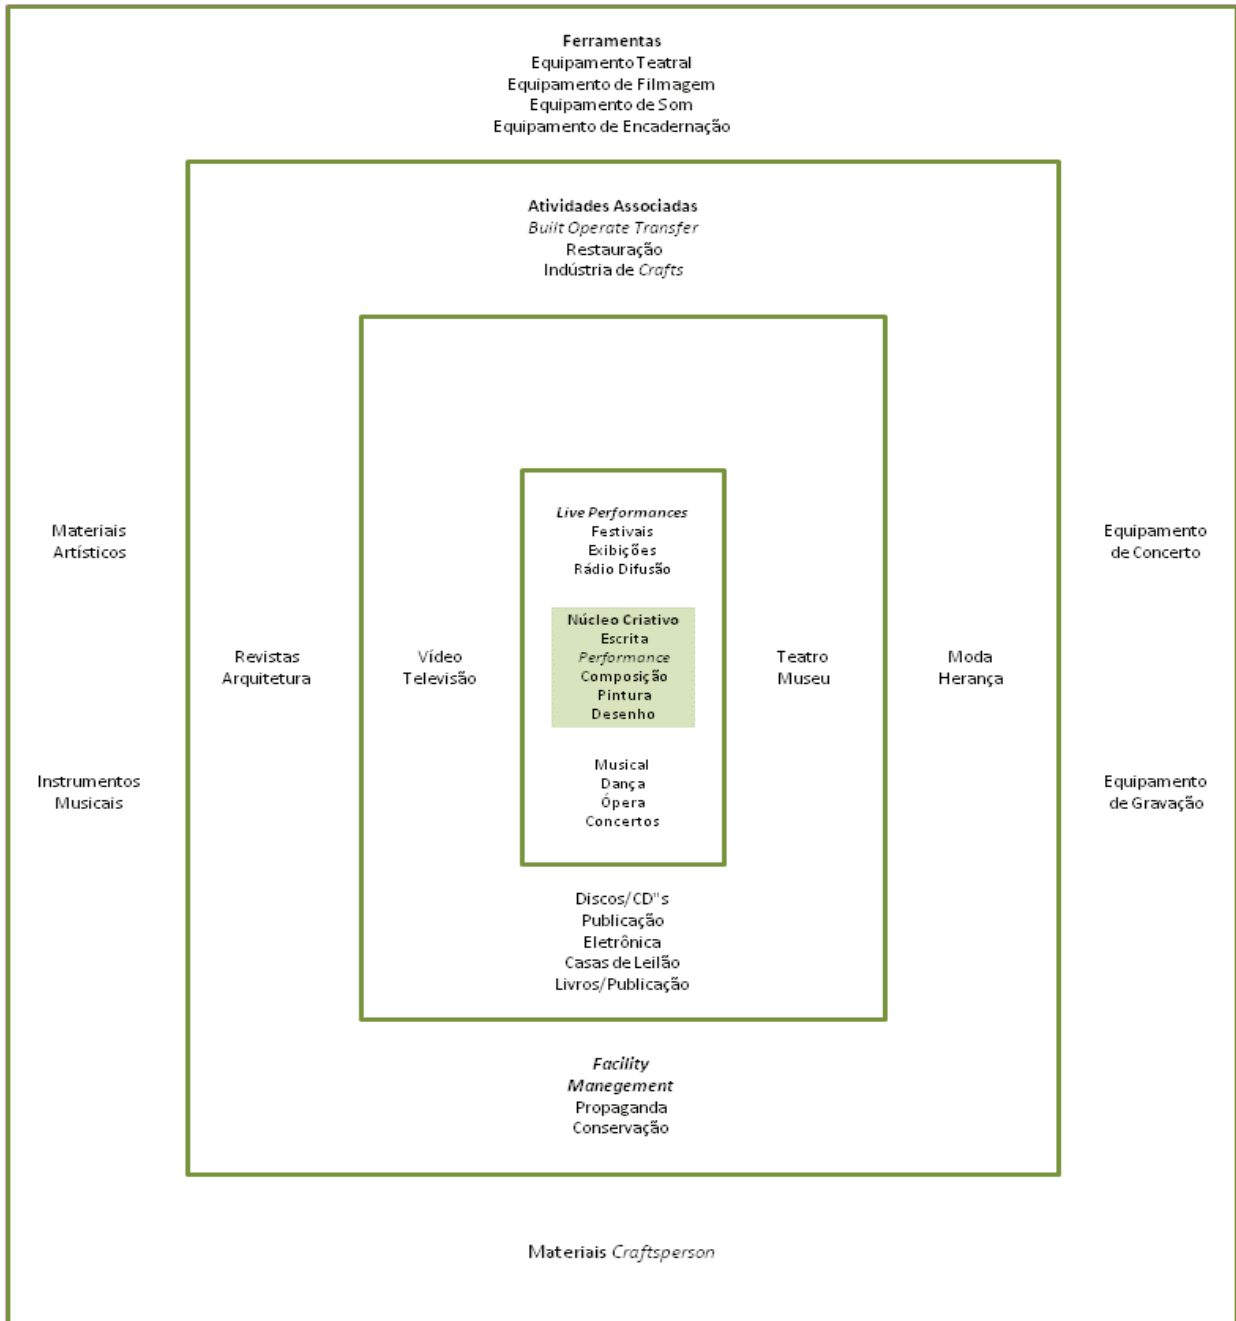 Ferramentas
Equipamento Teatral
Equipamento de Filmagem
Equipamento de Som
Equipamento de Encadernação
Atividades Associadas
Built Operate Transfer
Restauração
Indústria de Crafts
Live Performances
Festivais
Exibições
Rádio Difusão
Materiais
Artísticos
Equipamento
de Concerto
Núcleo Criativo
Escrita
Performance
Composição
Pintura
Desenho
Revistas
Arquitetura
Vídeo
Televisão
Teatro
Museu
Moda
Herança
Musical
Dança
Ópera
Concertos
Instrumentos
Musicais
Equipamento
de Gravação
Discos/CD"s
Publicação
Eletrônica
Casas de Leilão
Livros/Publicação
Facility
Manegement
Propaganda
Conservação
Materiais Craftsperson